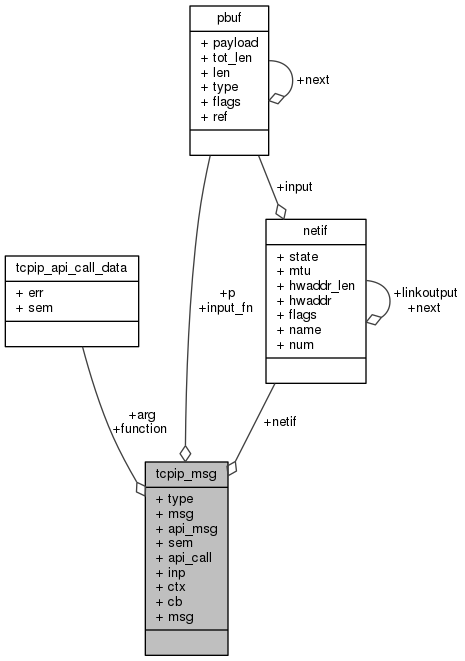 pbuf
+ payload
+ tot_len
+ len
+ type
+ flags
+ ref
+next
+input
netif
+ state
+ mtu
+ hwaddr_len
+ hwaddr
+ flags
+ name
+ num
+linkoutput
+next
tcpip_api_call_data
+ err
+ sem
+p
+input_fn
+arg
+function
+netif
tcpip_msg
+ type
+ msg
+ api_msg
+ sem
+ api_call
+ inp
+ ctx
+ cb
+ msg